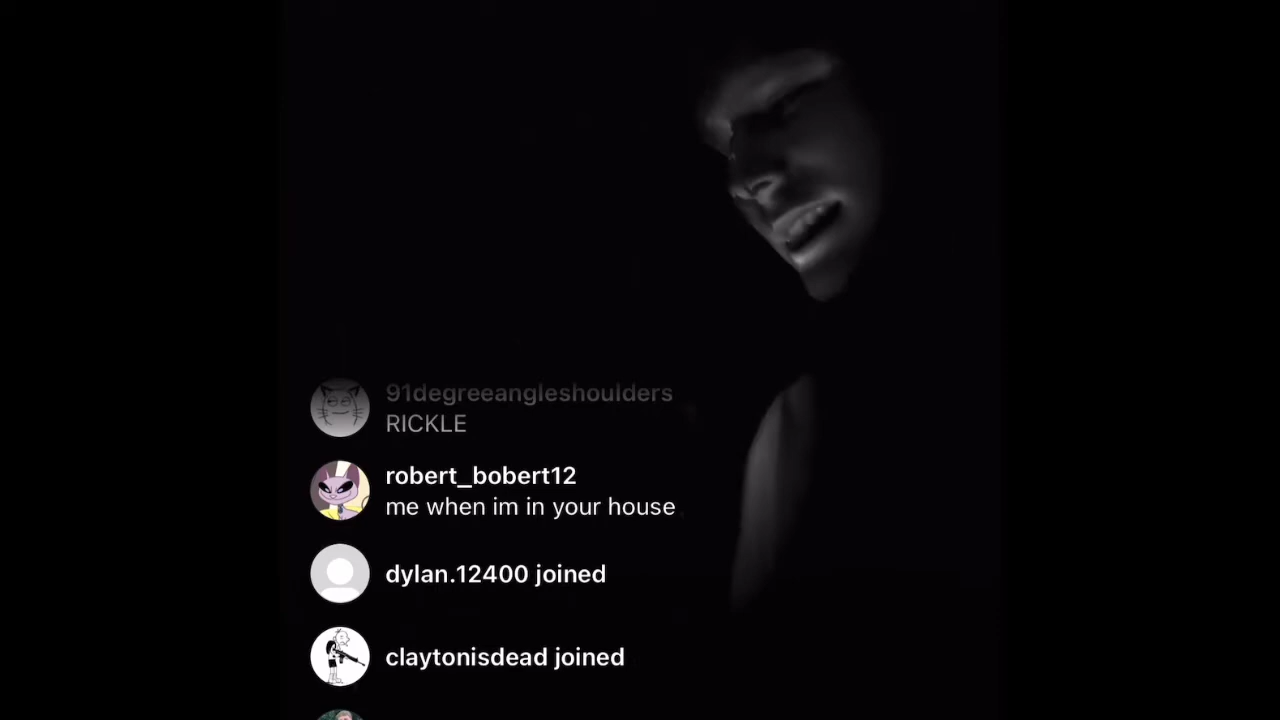 91degreeangleshoulders
RICKLE
robert_bobert12
me when im in your house
dylan.12400 joined
claytonisdead joined